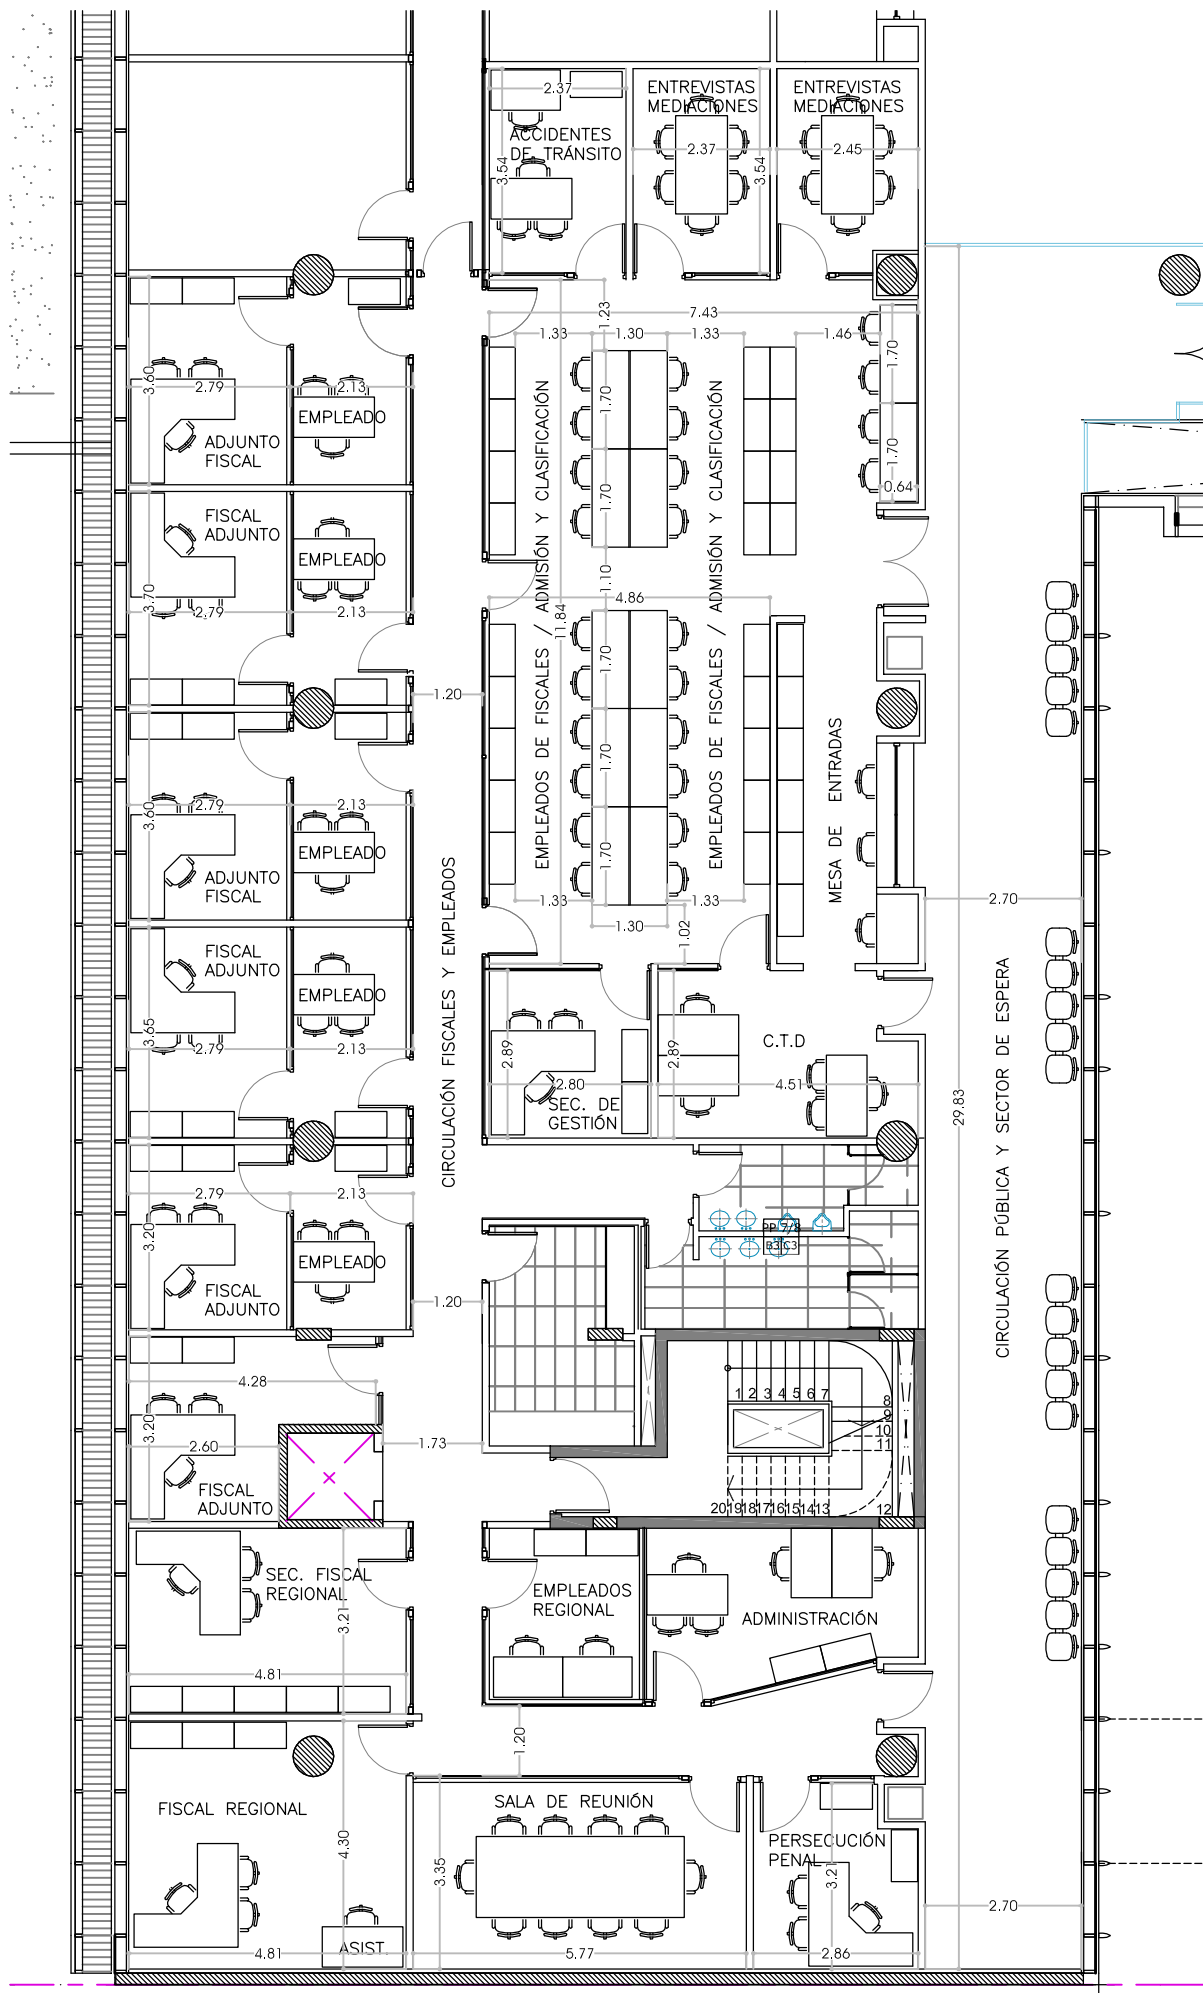 2.37
ENTREVISTAS
MEDIACIONES
ENTREVISTAS
MEDIACIONES
ACCIDENTES
DE TRÁNSITO
3.54
2.37
3.54
2.45
1.23
7.43
1.33
1.30
1.33
1.46
1.70
1.70
0.64
3.60
2.79
2.13
EMPLEADO
ADJUNTO
FISCAL
FISCAL
ADJUNTO
EMPLEADO
3.70
2.79
2.13
1.70
1.70
1.10
EMPLEADOS DE FISCALES / ADMISIÓN Y CLASIFICACIÓN
11.84
EMPLEADOS DE FISCALES / ADMISIÓN Y CLASIFICACIÓN
4.86
1.70
1.70
1.70
1.20
MESA DE ENTRADAS
3.60
2.79
2.13
EMPLEADO
ADJUNTO
FISCAL
1.33
1.33
1.30
1.02
2.70
CIRCULACIÓN FISCALES Y EMPLEADOS
FISCAL
ADJUNTO
EMPLEADO
3.65
2.79
2.13
2.89
2.80
SEC. DE
GESTIÓN
2.89
C.T.D
4.51
29.83
CIRCULACIÓN PÚBLICA Y SECTOR DE ESPERA
2.79
2.13
3.20
EMPLEADO
FISCAL
ADJUNTO
1.20
PP 7/8
B3 C3
4.28
3.20
2.60
1.73
FISCAL
ADJUNTO
1 2 3 4 5 6 7
8
9
10
11
12
20 19 18 17 16 15 14 13
SEC. FISCAL
REGIONAL
3.21
4.81
EMPLEADOS
REGIONAL
ADMINISTRACIÓN
1.20
FISCAL REGIONAL
4.30
ASIST.
4.81
SALA DE REUNIÓN
3.35
5.77
PERSECUCIÓN
PENAL
3.21
2.86
2.70